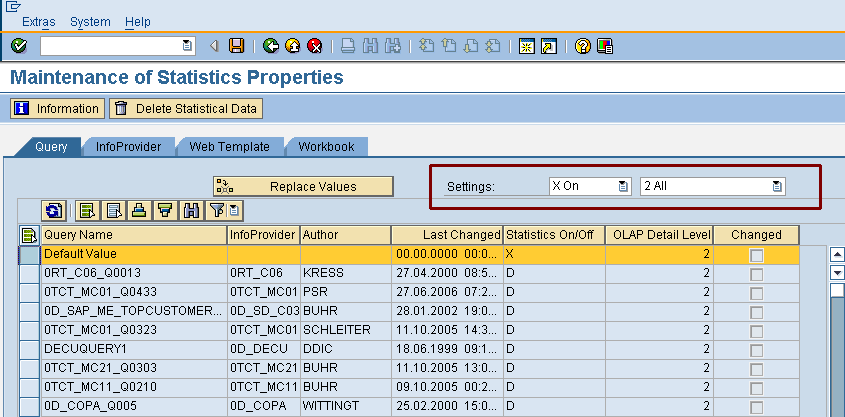 Extras System Help
Maintenance of Statistics Properties
Information Delete Statistical Data
Query InfoProvider Web Template Workbook
Replace Values Settings: X On 2 All
Query Name InfoProvider Author Last Changed Statistics On/Off OLAP Detail Level Changed
Default Value 00.00.0000 00:0... X 2
0RT_C06_Q0013 0RT_C06 KRESS 27.04.2000 08:5... D 2
0TCT_MC01_Q0433 0TCT_MC01 PSR 27.06.2006 07:2... D 2
0D_SAP_ME_TOPCUSTOMER... 0D_SD_C03 BUHR 28.01.2002 19:0... D 2
0TCT_MC01_Q0323 0TCT_MC01 SCHLEITER 11.10.2005 14:3... D 2
DECUQUERY1 0D_DECU DDIC 18.06.1999 09:1... D 2
0TCT_MC21_Q0303 0TCT_MC21 BUHR 11.10.2005 13:0... D 2
0TCT_MC11_Q0210 0TCT_MC11 BUHR 09.10.2005 00:2... D 2
0D_COPA_Q005 0D_COPA WITTINGT 25.02.2000 15:0... D 2